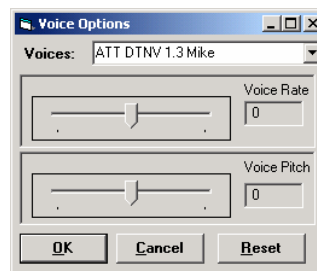 Voice Options
Voices: ATT DTNV 1.3 Mike
Voice Rate
0
Voice Pitch
0
OK Cancel Reset